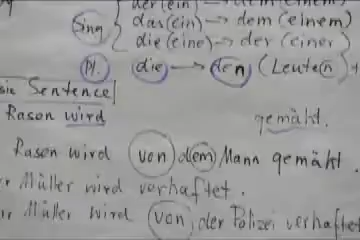 der(ein) → dem(einem)
Sing das(ein) → dem (einem)
die(eine) → der (einer)
Pl. die → den (Leute(n) +
Sentence
Rasen wird gemäht.
Rasen wird von dem Mann gemäht.
Müller wird verhaftet.
Müller wird von der Polizei verhaftet